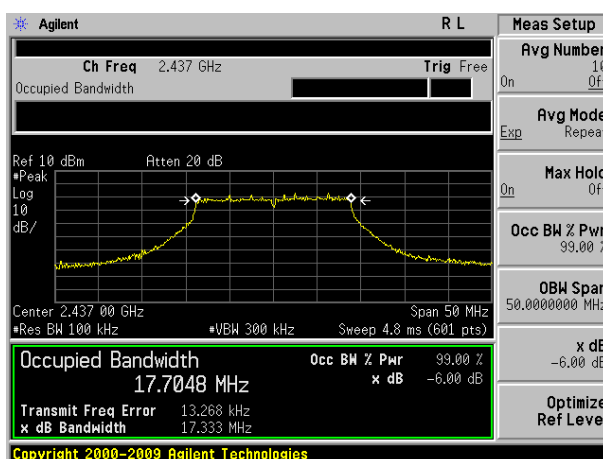 Agilent R L Meas Setup
Ch Freq 2.437 GHz Trig Free
Occupied Bandwidth
Avg Number
10
On Off
Avg Mode
Exp Repeat
Max Hold
On Off
Occ BW % Pwr
99.00 %
OBW Span
50.0000000 MHz
x dB
-6.00 dB
Optimize
Ref Level
Ref 10 dBm Atten 20 dB
#Peak
Log
10
dB/
Center 2.437 00 GHz Span 50 MHz
#Res BW 100 kHz #VBW 300 kHz Sweep 4.8 ms (601 pts)
Occupied Bandwidth
17.7048 MHz
Occ BW % Pwr 99.00 %
x dB -6.00 dB
Transmit Freq Error 13.268 kHz
x dB Bandwidth 17.333 MHz
Copyright 2000-2009 Agilent Technologies